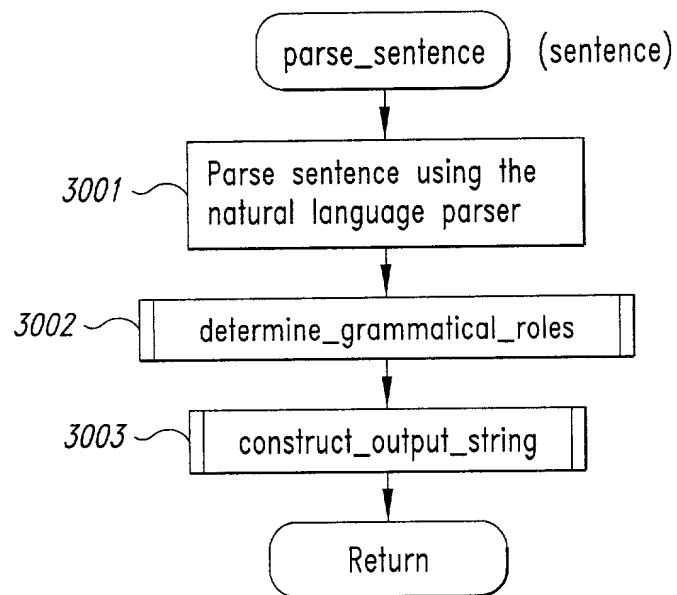 parse_sentence (sentence)
3001 Parse sentence using the
natural language parser
3002 determine_grammatical_roles
3003 construct_output_string
Return